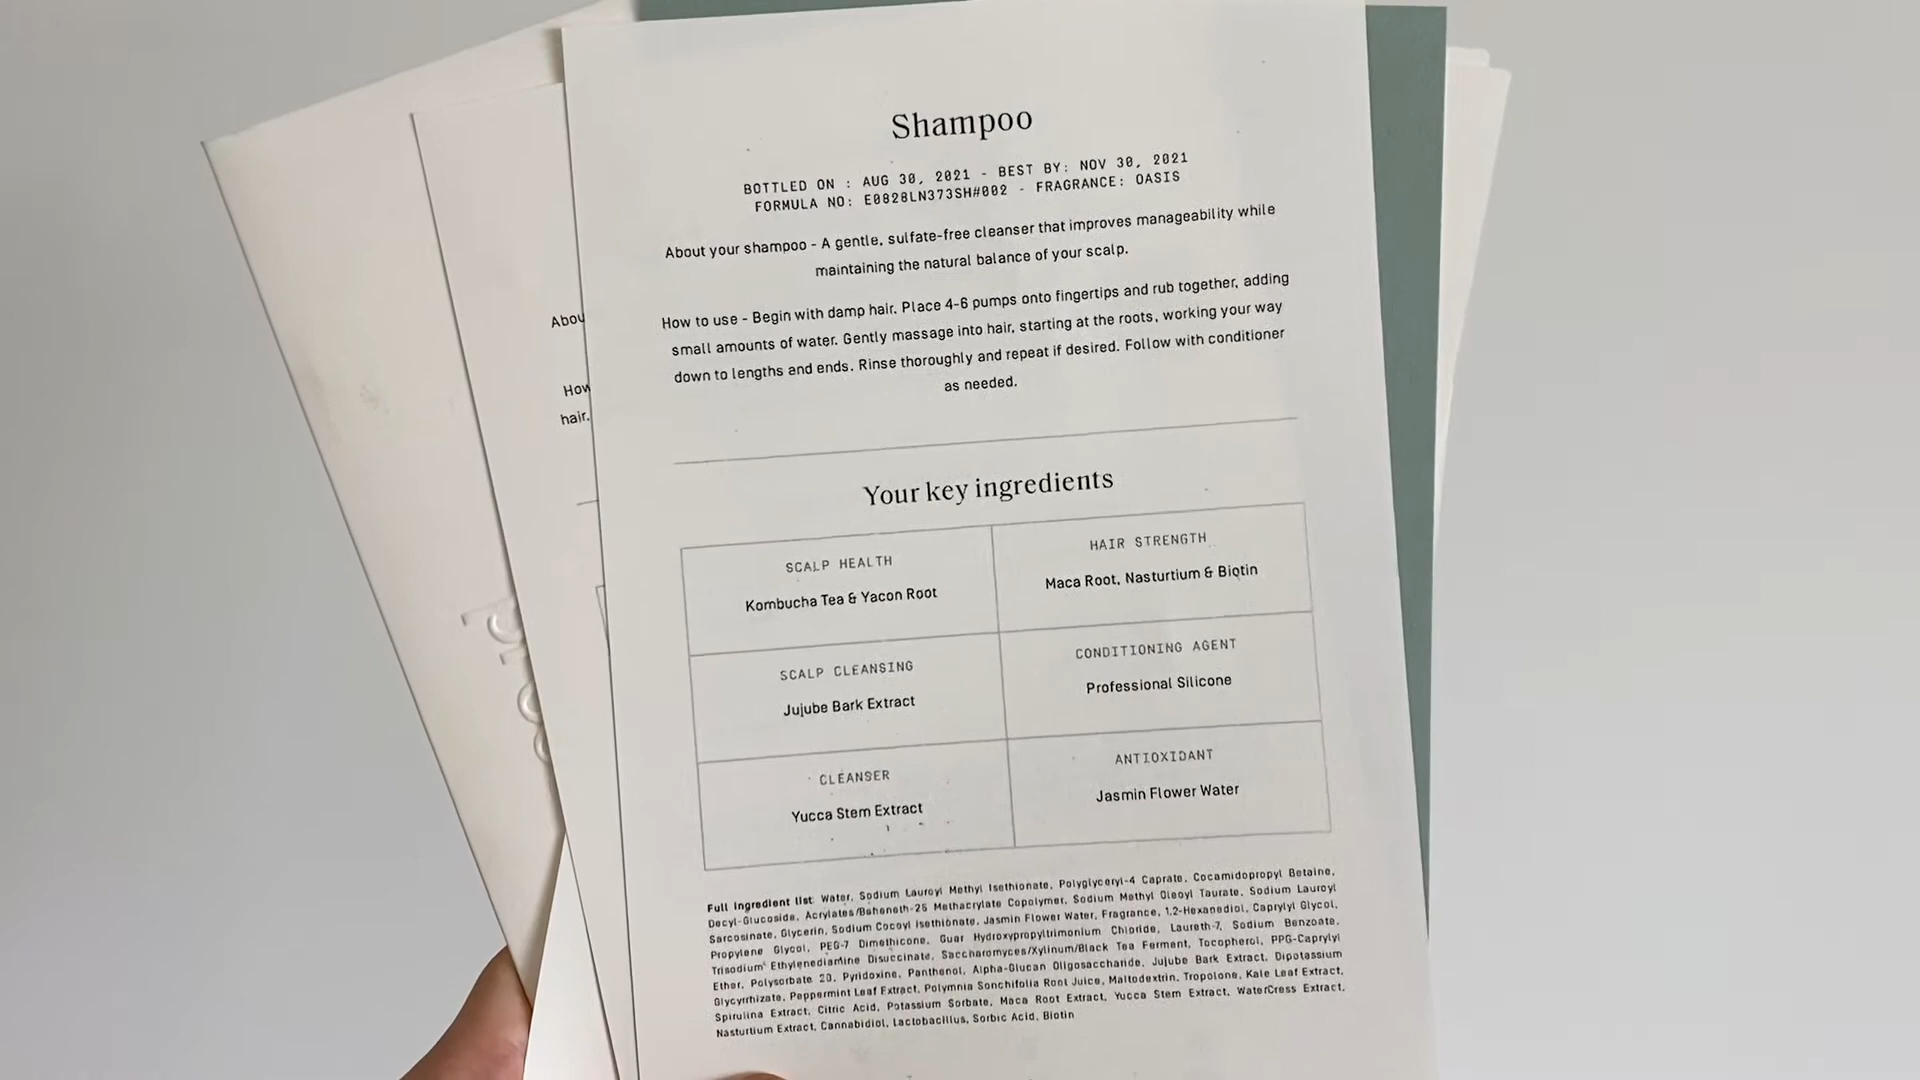 Shampoo
BOTTLED ON : AUG 30, 2021 - BEST BY: NOV 30, 2021
FORMULA NO: E0828LN373SH#002 - FRAGRANCE: OASIS
About your shampoo - A gentle, sulfate-free cleanser that improves manageability while
maintaining the natural balance of your scalp.
How to use - Begin with damp hair. Place 4-6 pumps onto fingertips and rub together, adding
small amounts of water. Gently massage into hair, starting at the roots, working your way
down to lengths and ends. Rinse thoroughly and repeat if desired. Follow with conditioner
as needed.
Your key ingredients
SCALP HEALTH
Kombucha Tea & Yacon Root
HAIR STRENGTH
Maca Root, Nasturtium & Biotin
SCALP CLEANSING
Jujube Bark Extract
CONDITIONING AGENT
Professional Silicone
CLEANSER
Yucca Stem Extract
ANTIOXIDANT
Jasmin Flower Water
Full ingredient list Water, Sodium Lauroyl Methyl Isethionate, Polyglyceryl-4 Caprate, Cocamidopropyl Betaine,
Decyl-Glucoside, Acrylates/Beheneth-25 Methacrylate Copolymer, Sodium Methyl Oleoyl Taurate, Sodium Lauroyl
Sarcosinate, Glycerin, Sodium Cocoyl Isethionate, Jasmin Flower Water, Fragrance, 1,2-Hexanediol, Caprylyl Glycol,
Propylene Glycol, PEG-7 Dimethicone, Guar Hydroxypropyltrimonium Chloride, Laureth-7, Sodium Benzoate,
Trisodium Ethylenediamine Disuccinate, Saccharomyces/Xylinum/Black Tea Ferment, Tocopherol, PPG-Caprylyl
Ether, Polysorbate 20, Pyridoxine, Panthenol, Alpha-Glucan Oligosaccharide, Jujube Bark Extract, Dipotassium
Glycyrrhizate, Peppermint Leaf Extract, Polymnia Sonchifolia Root Juice, Maltodextrin, Tropolone, Kale Leaf Extract,
Spirulina Extract, Citric Acid, Potassium Sorbate, Maca Root Extract, Yucca Stem Extract, WaterCress Extract,
Nasturtium Extract, Cannabidiol, Lactobacillus, Sorbic Acid, Biotin
Abou
How
hair.